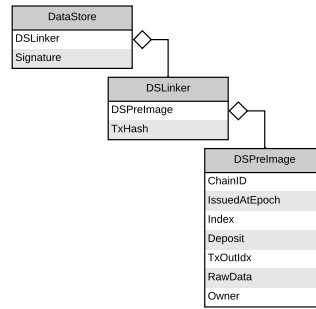 DataStore
DSLinker
Signature
DSLinker
DSPreImage
TxHash
DSPreImage
ChainID
IssuedAtEpoch
Index
Deposit
TxOutIdx
RawData
Owner